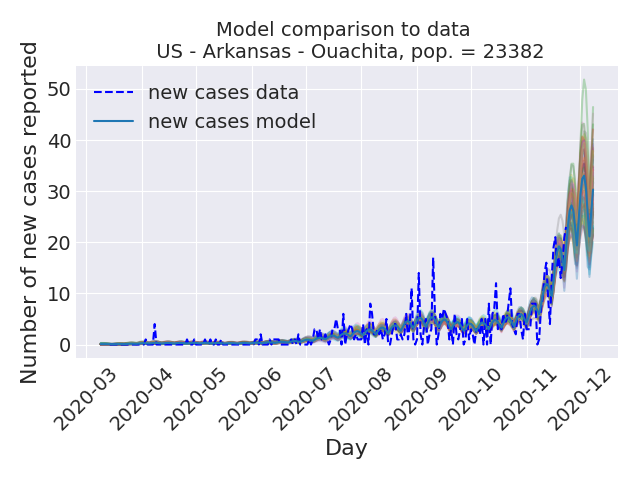 Model comparison to data
US - Arkansas - Ouachita, pop. = 23382
Number of new cases reported
50
40
30
20
10
0
new cases data
new cases model
2020-03
2020-04
2020-05
2020-06
2020-07
2020-08
2020-09
2020-10
2020-11
2020-12
Day